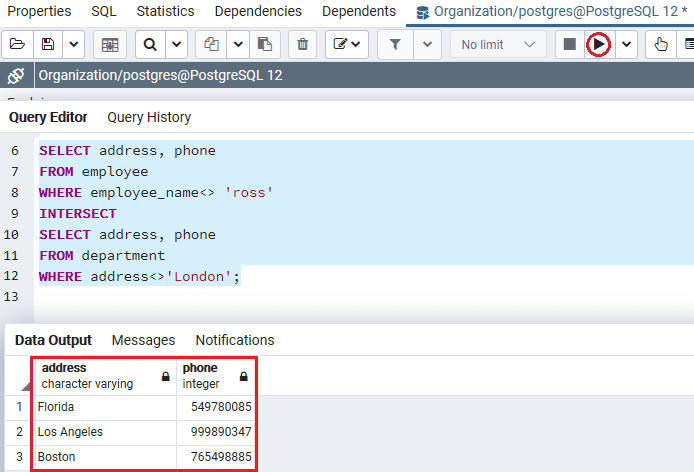 Properties SQL Statistics Dependencies Dependents Organization/postgres@PostgreSQL 12 *
No limit
Organization/postgres@PostgreSQL 12
Query Editor Query History
6 SELECT address, phone
7 FROM employee
8 WHERE employee_name<> 'ross'
9 INTERSECT
10 SELECT address, phone
11 FROM department
12 WHERE address<>'London';
13
Data Output Messages Notifications
address phone
character varying integer
1 Florida 549780085
2 Los Angeles 999890347
3 Boston 765498885